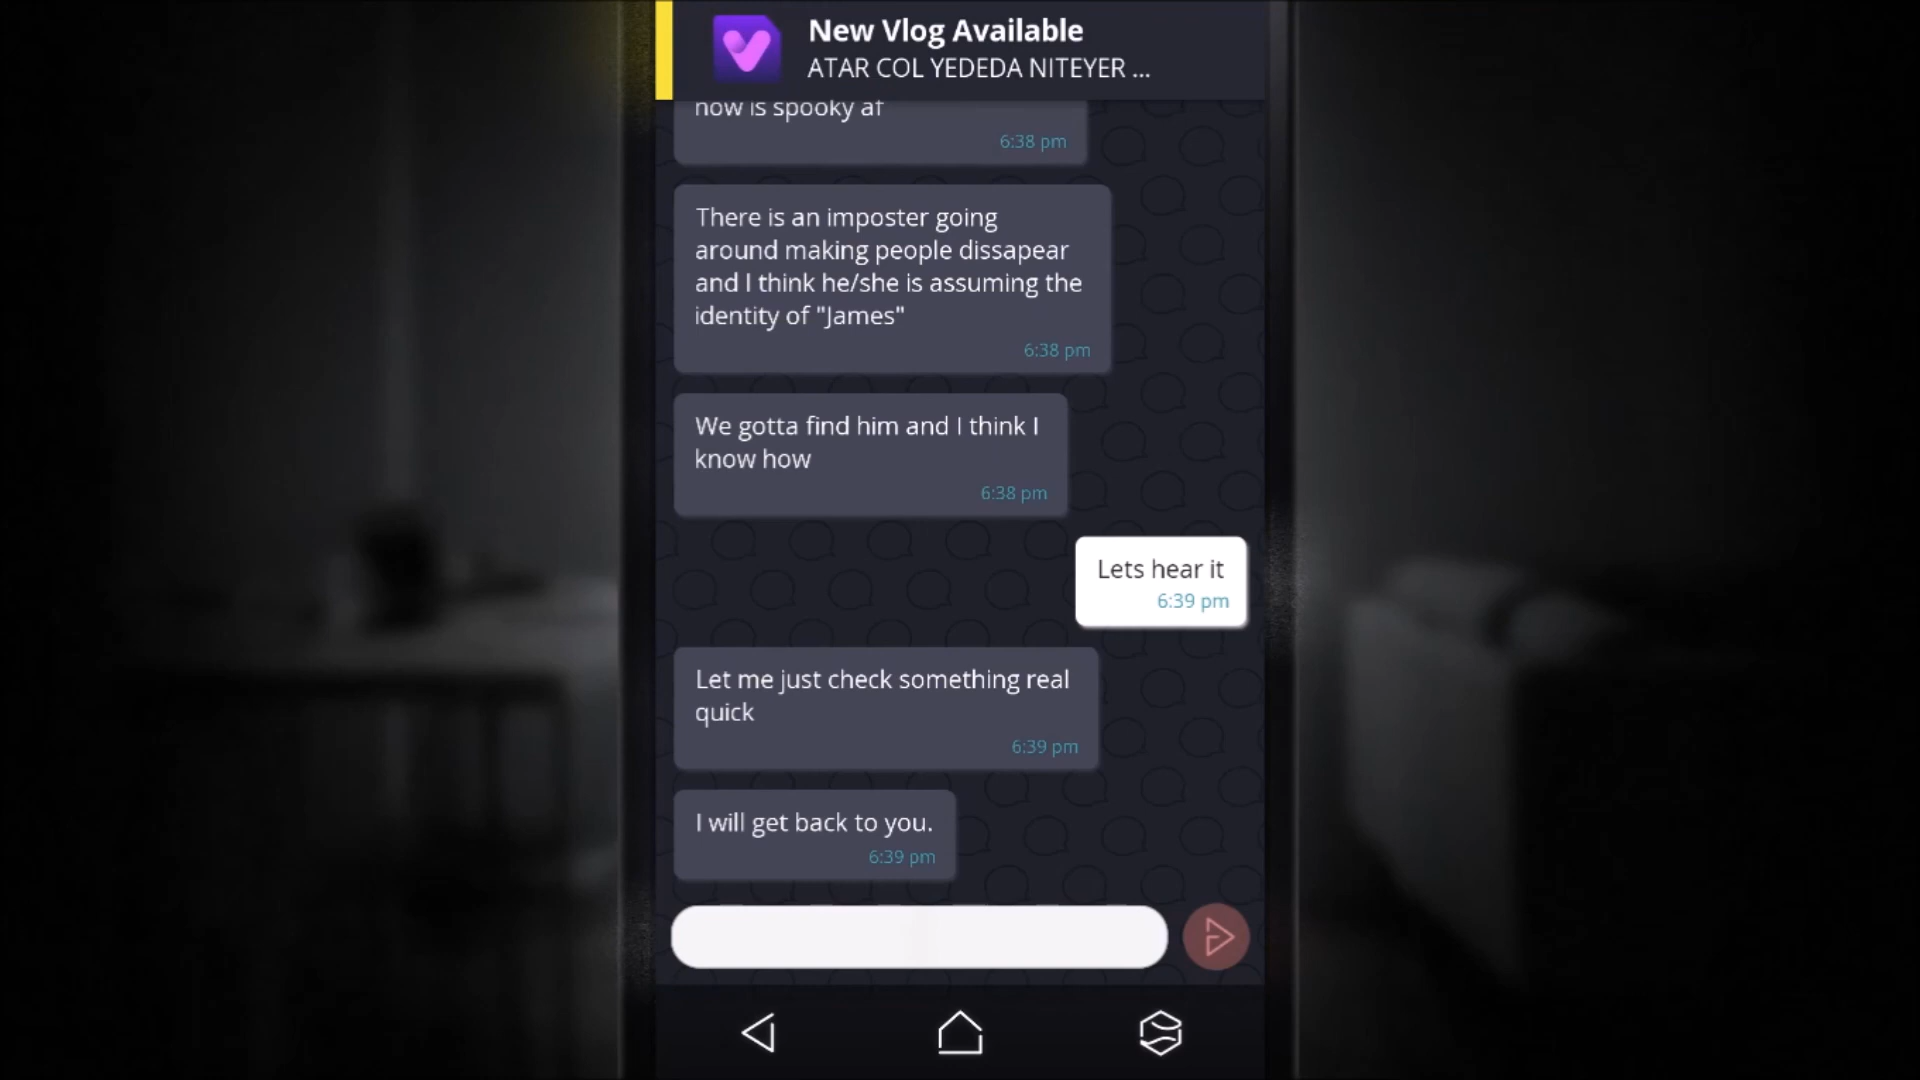 New Vlog Available
ATAR COL YEDEDA NITEYER ...
now is spooky af
6:38 pm
There is an imposter going
around making people dissapear
and I think he/she is assuming the
identity of "James"
6:38 pm
We gotta find him and I think I
know how
6:38 pm
Lets hear it
6:39 pm
Let me just check something real
quick
6:39 pm
I will get back to you.
6:39 pm